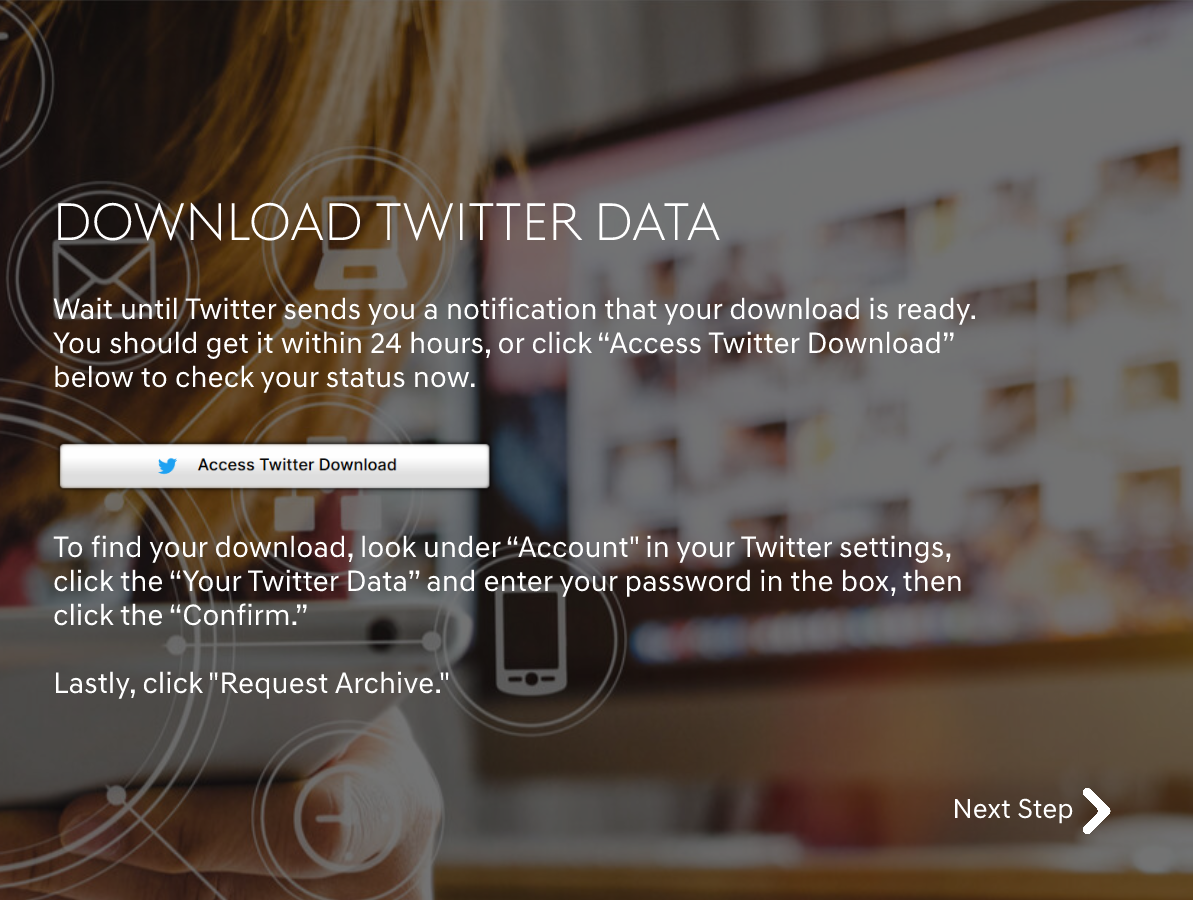 DOWNLOAD TWITTER DATA
Wait until Twitter sends you a notification that your download is ready.
You should get it within 24 hours, or click “Access Twitter Download”
below to check your status now.
Access Twitter Download
To find your download, look under “Account" in your Twitter settings,
click the “Your Twitter Data” and enter your password in the box, then
click the “Confirm.”
Lastly, click "Request Archive."
Next Step